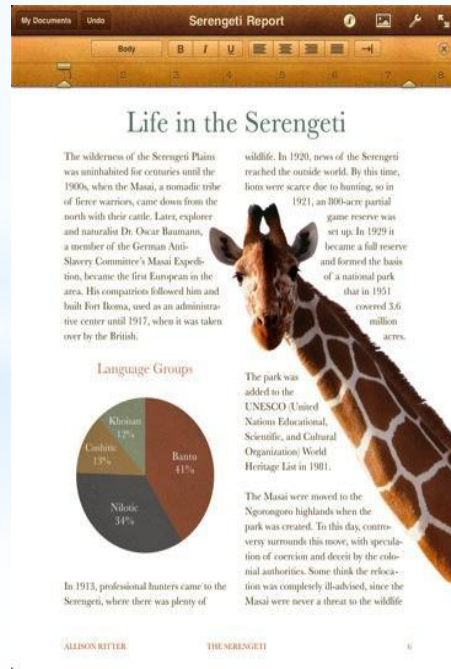 My Documents
Undo
Serengeti Report
Body
B
I
U
2
3
4
5
6
7
8
Life in the Serengeti
The wilderness of the Serengeti Plains
was uninhabited for centuries until the
1900s, when the Masai, a nomadic tribe
of fierce warriors, came down from the
north with their cattle. Later, explorer
and naturalist Dr. Oscar Baumann,
a member of the German Anti-
Slavery Committee's Masai Expedi-
tion, became the first European in the
area. His compatriots followed him and
built Fort Ikoma, used as an administra-
tive center until 1917, when it was taken
over by the British.
Language Groups
Khoisan
12%
Cushitic
13%
Bantu
41%
Nilotic
34%
In 1913, professional hunters came to the
Serengeti, where there was plenty of
wildlife. In 1920, news of the Serengeti
reached the outside world. By this time,
lions were scarce due to hunting, so in
1921, an 800-acre partial
game reserve was
set up. In 1929 it
became a full reserve
and formed the basis
of a national park
that in 1951
covered 3.6
million
acres.
The park was
added to the
UNESCO (United
Nations Educational,
Scientific, and Cultural
Organization) World
Heritage List in 1981.
The Masai were moved to the
Ngorongoro highlands when the
park was created. To this day, contro-
versy surrounds this move, with specula-
tion of coercion and deceit by the colo-
nial authorities. Some think the reloca-
tion was completely ill-advised, since the
Masai were never a threat to the wildlife
ALLISON RITTER
THE SERENGETI
6